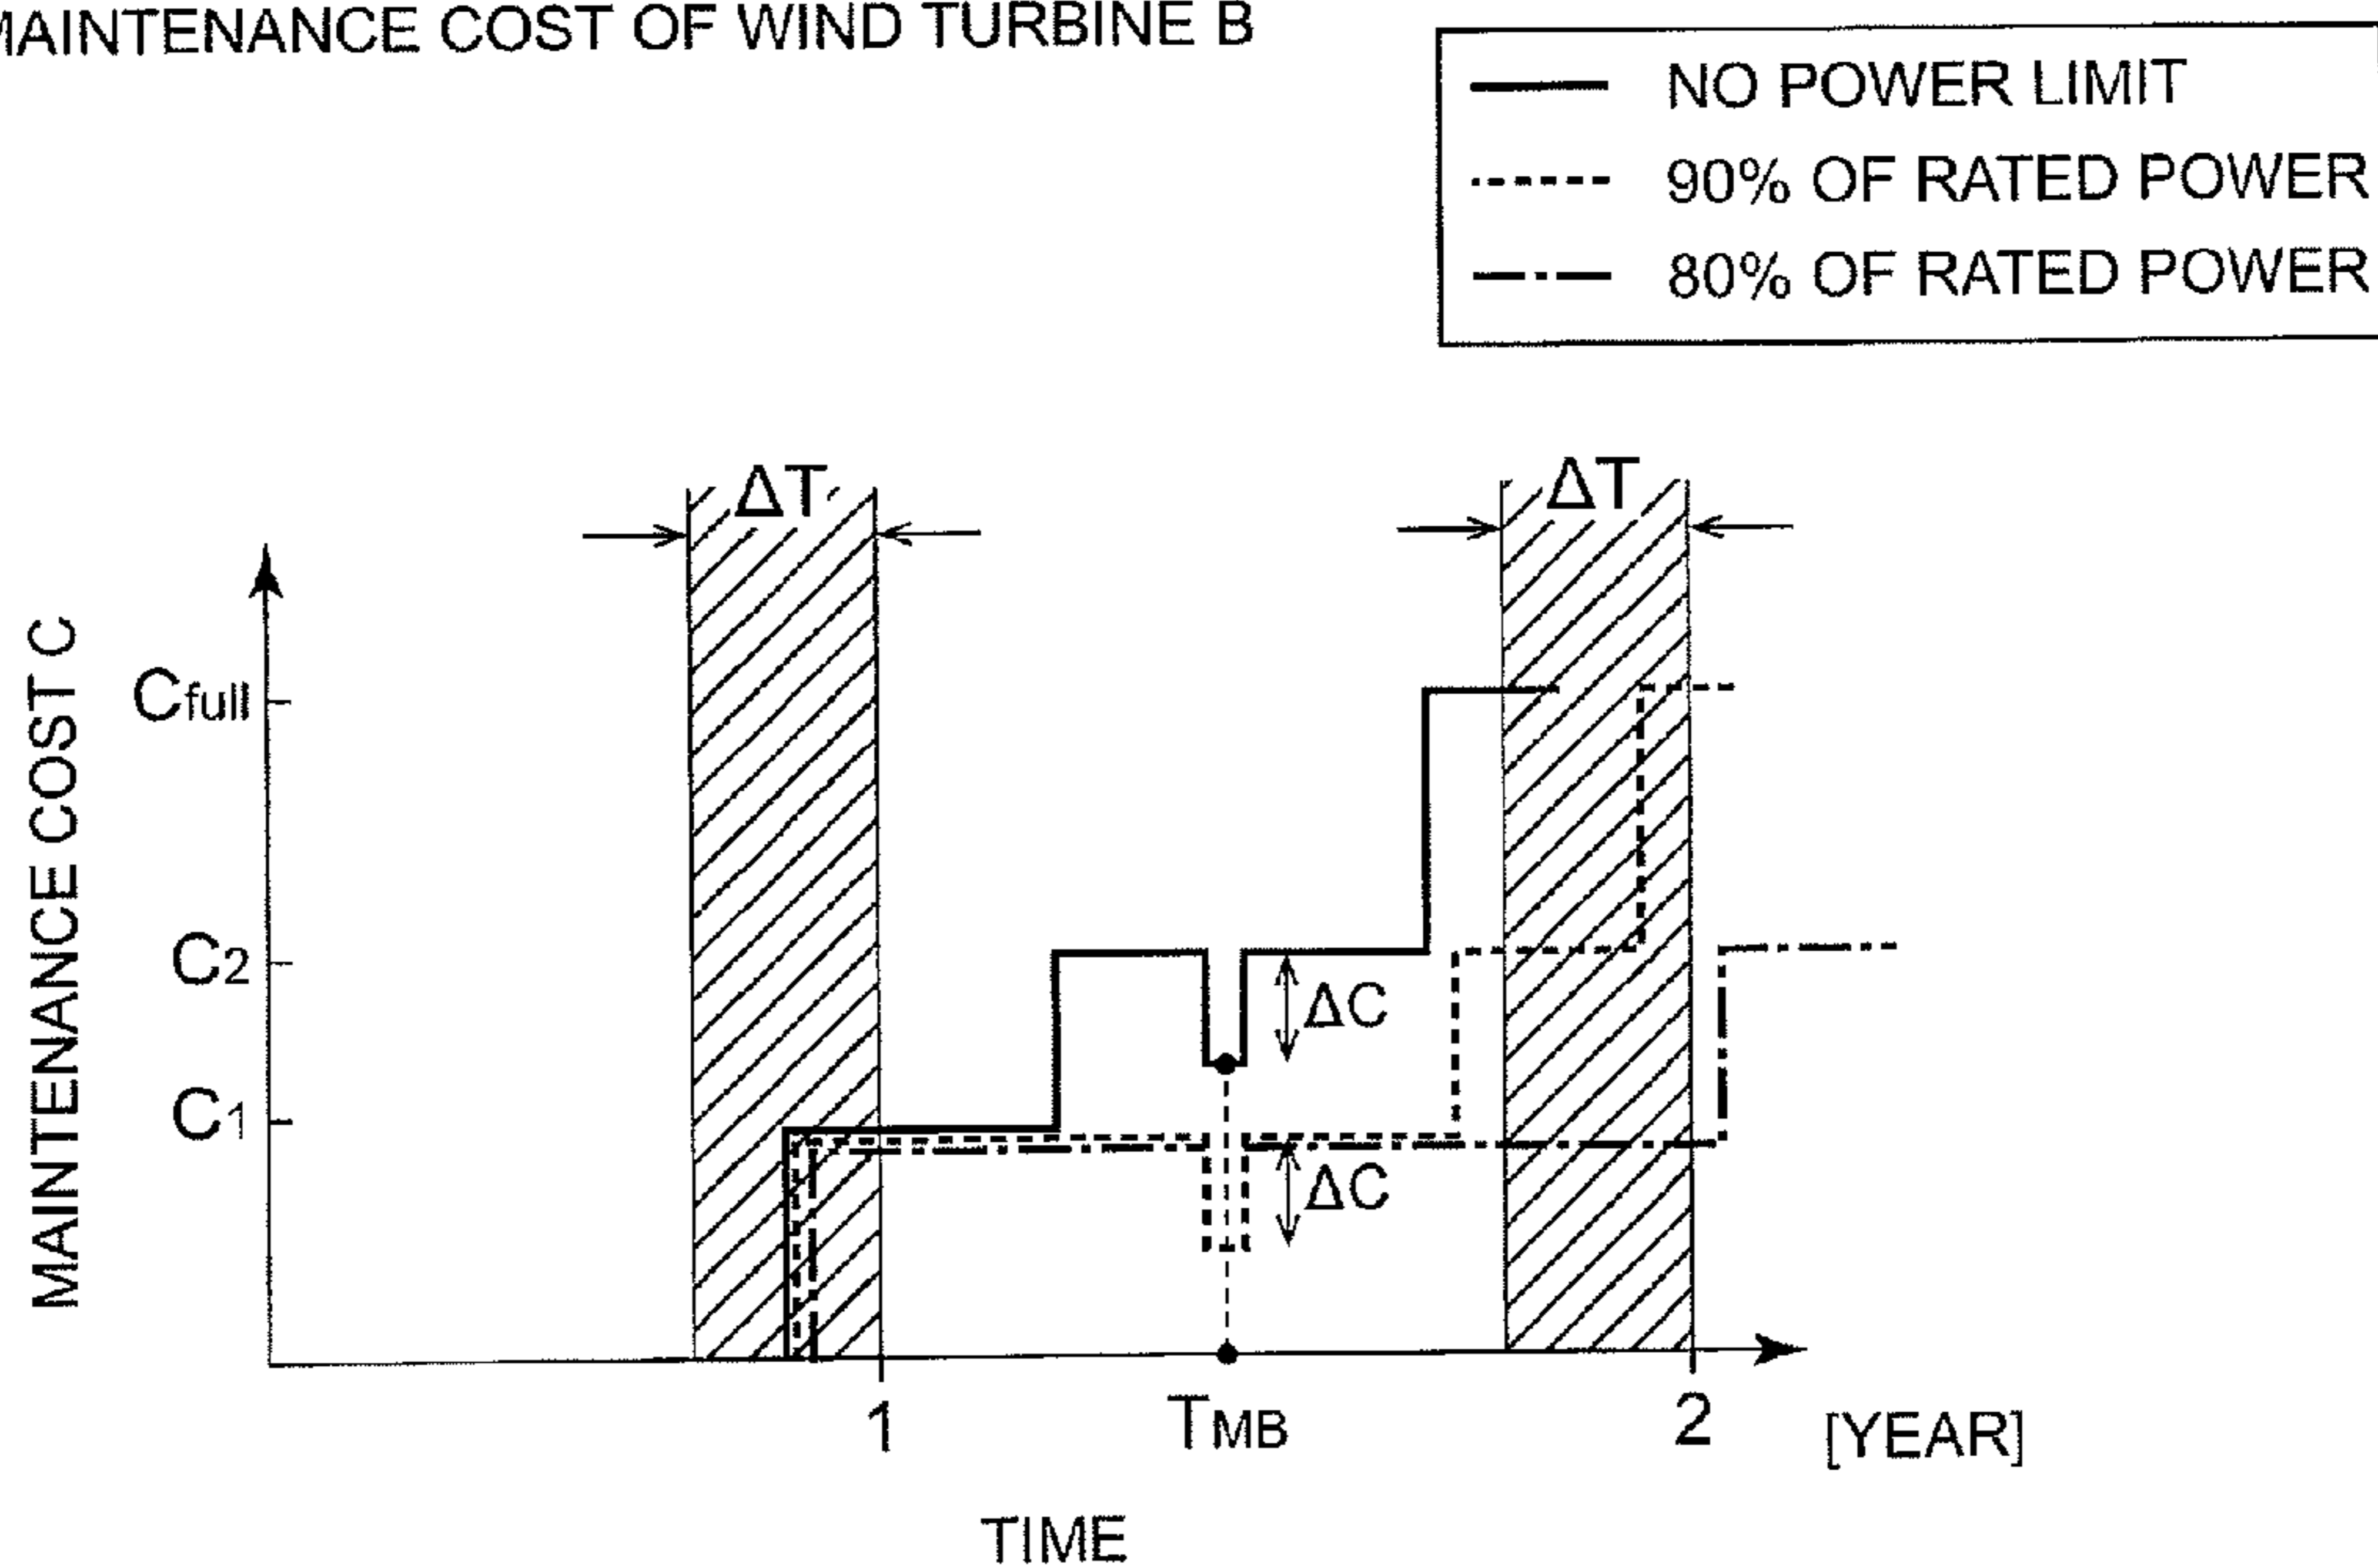 MAINTENANCE COST OF WIND TURBINE B
NO POWER LIMIT
90% OF RATED POWER
80% OF RATED POWER
ΔT
ΔT
MAINTENANCE COST C
Cfull
C2
C1
ΔC
ΔC
1
TMB
2
[YEAR]
TIME